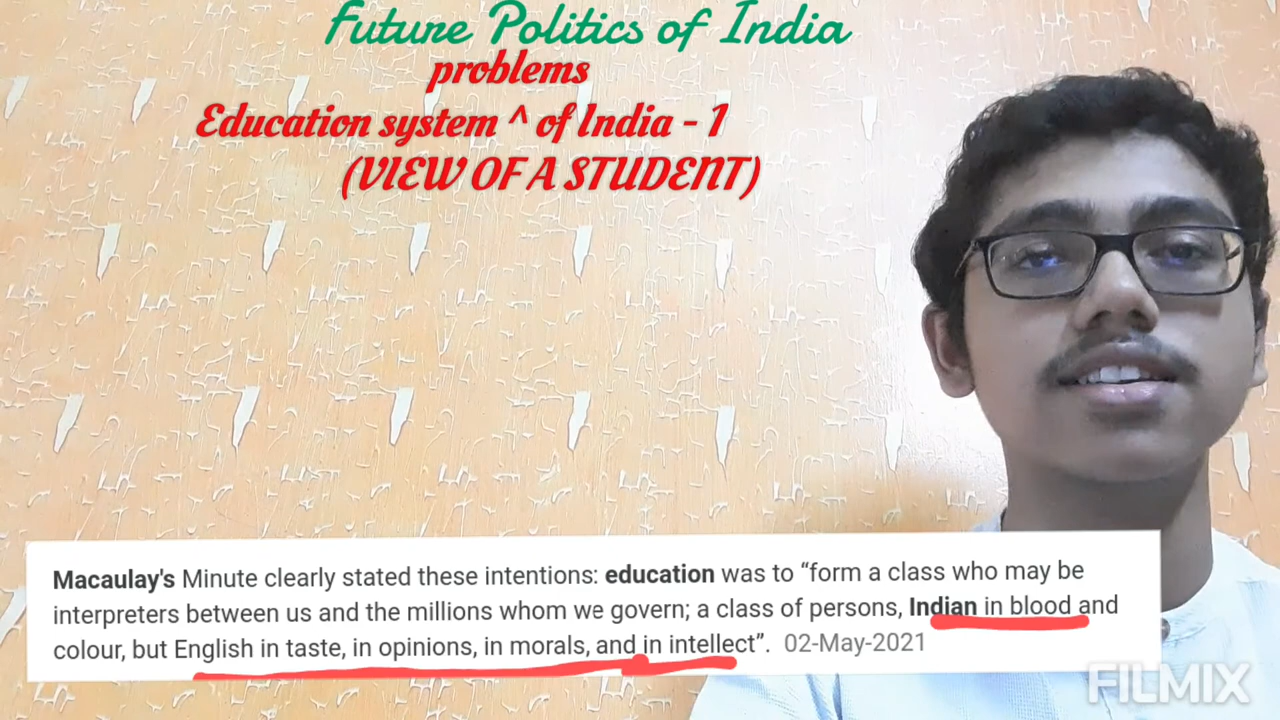 Future Politics of India
problems
Education system ^ of India - 1
(VIEW OF A STUDENT)
Macaulay's Minute clearly stated these intentions: education was to “form a class who may be
interpreters between us and the millions whom we govern; a class of persons, Indian in blood and
colour, but English in taste, in opinions, in morals, and in intellect”. 02-May-2021
FILMIX